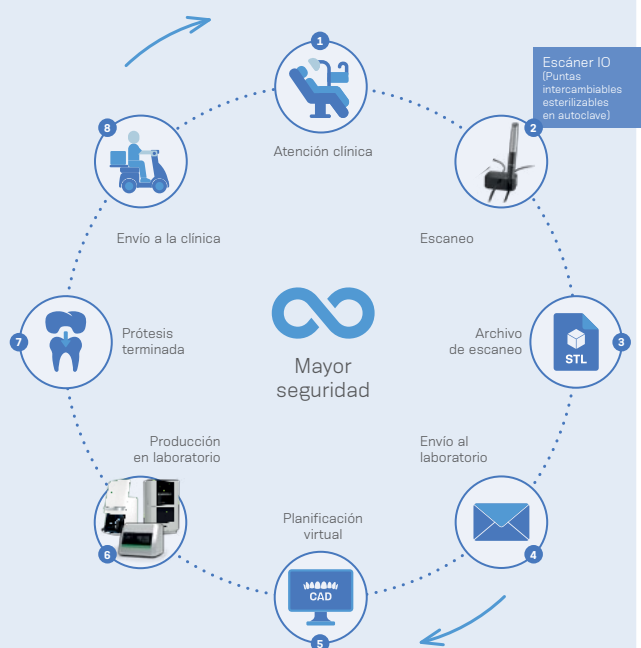 1
Atención clínica
Escáner IO
(Puntas
intercambiables
esterilizables
en autoclave)
2
Escaneo
3
Archivo
de escaneo
STL
4
Envío al
laboratorio
5
Planificación
virtual
CAD
6
Producción
en laboratorio
7
Prótesis
terminada
8
Envío a la clínica
Mayor
seguridad